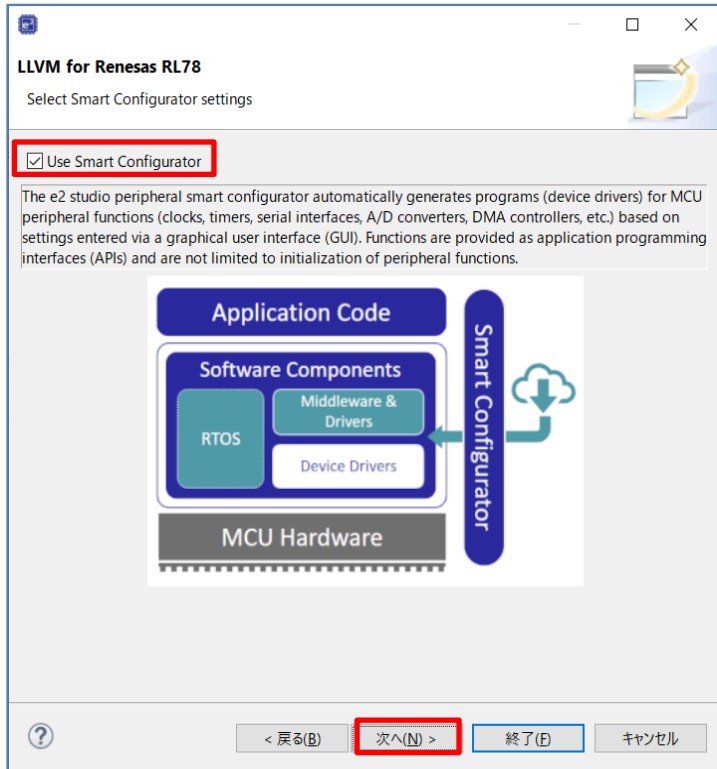 e2
LLVM for Renesas RL78
Select Smart Configurator settings
Use Smart Configurator
The e2 studio peripheral smart configurator automatically generates programs (device drivers) for MCU
peripheral functions (clocks, timers, serial interfaces, A/D converters, DMA controllers, etc.) based on
settings entered via a graphical user interface (GUI). Functions are provided as application programming
interfaces (APIs) and are not limited to initialization of peripheral functions.
Application Code
Software Components
RTOS
Middleware &
Drivers
Device Drivers
MCU Hardware
Smart Configurator
?
< 戻る(B)
次へ(N) >
終了(F)
キャンセル